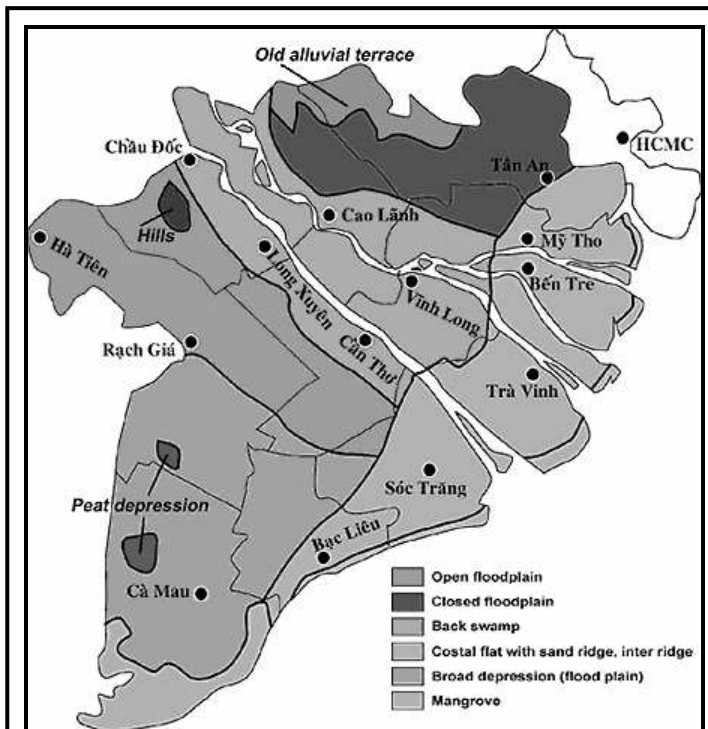 Old alluvial terrace
HCMC
Chầu Đốc
Tân An
Cao Lãnh
Hills
Mỹ Tho
Hà Tiên
Bến Tre
Long Xuyên
Vĩnh Long
Rạch Giá
Cần Thơ
Trà Vinh
Sóc Trăng
Peat depression
Bạc Liêu
Cà Mau
Open floodplain
Closed floodplain
Back swamp
Costal flat with sand ridge, inter ridge
Broad depression (flood plain)
Mangrove